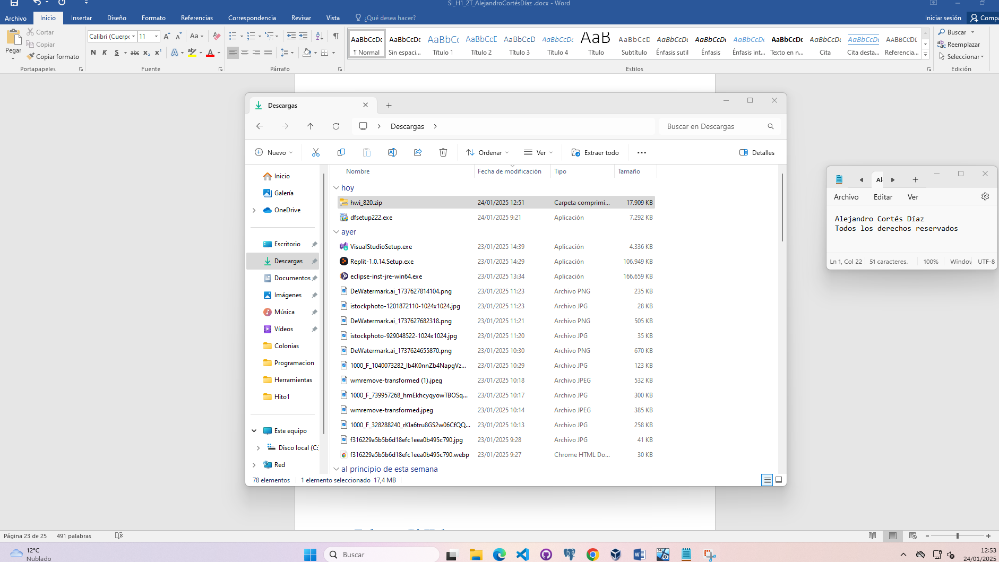 SI_H1_2T_AlejandroCortésDíaz .docx - Word
Archivo Inicio Insertar Diseño Formato Referencias Correspondencia Revisar Vista ¿Qué desea hacer? Iniciar sesión Compa
Pegar
Cortar
Copiar
Copiar formato
Portapapeles
Calibri (Cuerpo 11
N K S abc x₂ x²
Fuente
Párrafo
AaBbCcDc AaBbCcDc AaBbCc AaBbCcD AaBbCcD AaBbCcDc AaB AaBbCcD AaBbCcDc AaBbCcDc AaBbCcDc AaBbCcDc AaBbCcDc AaBbCcDc AABBCCDE
¶ Normal Sin espaci... Título 1 Título 2 Título 3 Título 4 Título Subtítulo Énfasis sutil Énfasis Énfasis int... Texto en n... Cita Cita desta... Referencia...
Estilos
Buscar
Reemplazar
Seleccionar
Edición
Descargas
Descargas
Buscar en Descargas
Nuevo Ordenar Ver Extraer todo Detalles
Inicio
Galería
OneDrive
Escritorio
Descargas
Documentos
Imágenes
Música
Vídeos
Colonias
Programacion
Herramientas
Hito1
Este equipo
Disco local (C:)
Red
Nombre Fecha de modificación Tipo Tamaño
hoy
hwi_820.zip 24/01/2025 12:51 Carpeta comprimi... 17.909 KB
dfsetup222.exe 24/01/2025 9:21 Aplicación 7.292 KB
ayer
VisualStudioSetup.exe 23/01/2025 14:39 Aplicación 4.336 KB
Replit-1.0.14.Setup.exe 23/01/2025 14:29 Aplicación 106.949 KB
eclipse-inst-jre-win64.exe 23/01/2025 13:34 Aplicación 166.659 KB
DeWatermark.ai_1737627814104.png 23/01/2025 11:23 Archivo PNG 235 KB
istockphoto-1201872110-1024x1024.jpg 23/01/2025 11:23 Archivo JPG 28 KB
DeWatermark.ai_1737627682318.png 23/01/2025 11:21 Archivo PNG 505 KB
istockphoto-929048522-1024x1024.jpg 23/01/2025 11:20 Archivo JPG 35 KB
DeWatermark.ai_1737624655870.png 23/01/2025 10:30 Archivo PNG 670 KB
1000_F_1040073282_lb4K0nnZb4NapgVz... 23/01/2025 10:29 Archivo JPG 123 KB
wmremove-transformed (1).jpeg 23/01/2025 10:18 Archivo JPEG 532 KB
1000_F_739957268_hmEkhcyqyowTBOSq... 23/01/2025 10:17 Archivo JPG 300 KB
wmremove-transformed.jpeg 23/01/2025 10:14 Archivo JPEG 385 KB
1000_F_328288240_rKla6tru8GS2w06CfQQ... 23/01/2025 10:13 Archivo JPG 258 KB
f316229a5b5b6d18efc1eea0b495c790.jpg 23/01/2025 9:28 Archivo JPG 41 KB
f316229a5b5b6d18efc1eea0b495c790.webp 23/01/2025 9:27 Chrome HTML Do... 30 KB
al principio de esta semana
78 elementos 1 elemento seleccionado 17,4 MB
Al
Archivo Editar Ver
Alejandro Cortés Díaz
Todos los derechos reservados
Ln 1, Col 22 51 caracteres. 100% Window UTF-8
Página 23 de 25 491 palabras
12°C
Nublado
Buscar
12:53
24/01/2025